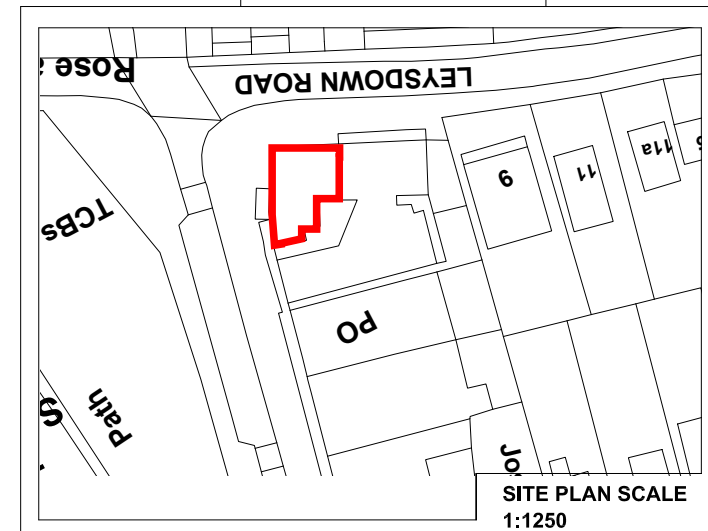 Rose
LEYSDOWN ROAD
TCBs
9
11
11a
PO
Path
SITE PLAN SCALE
1:1250